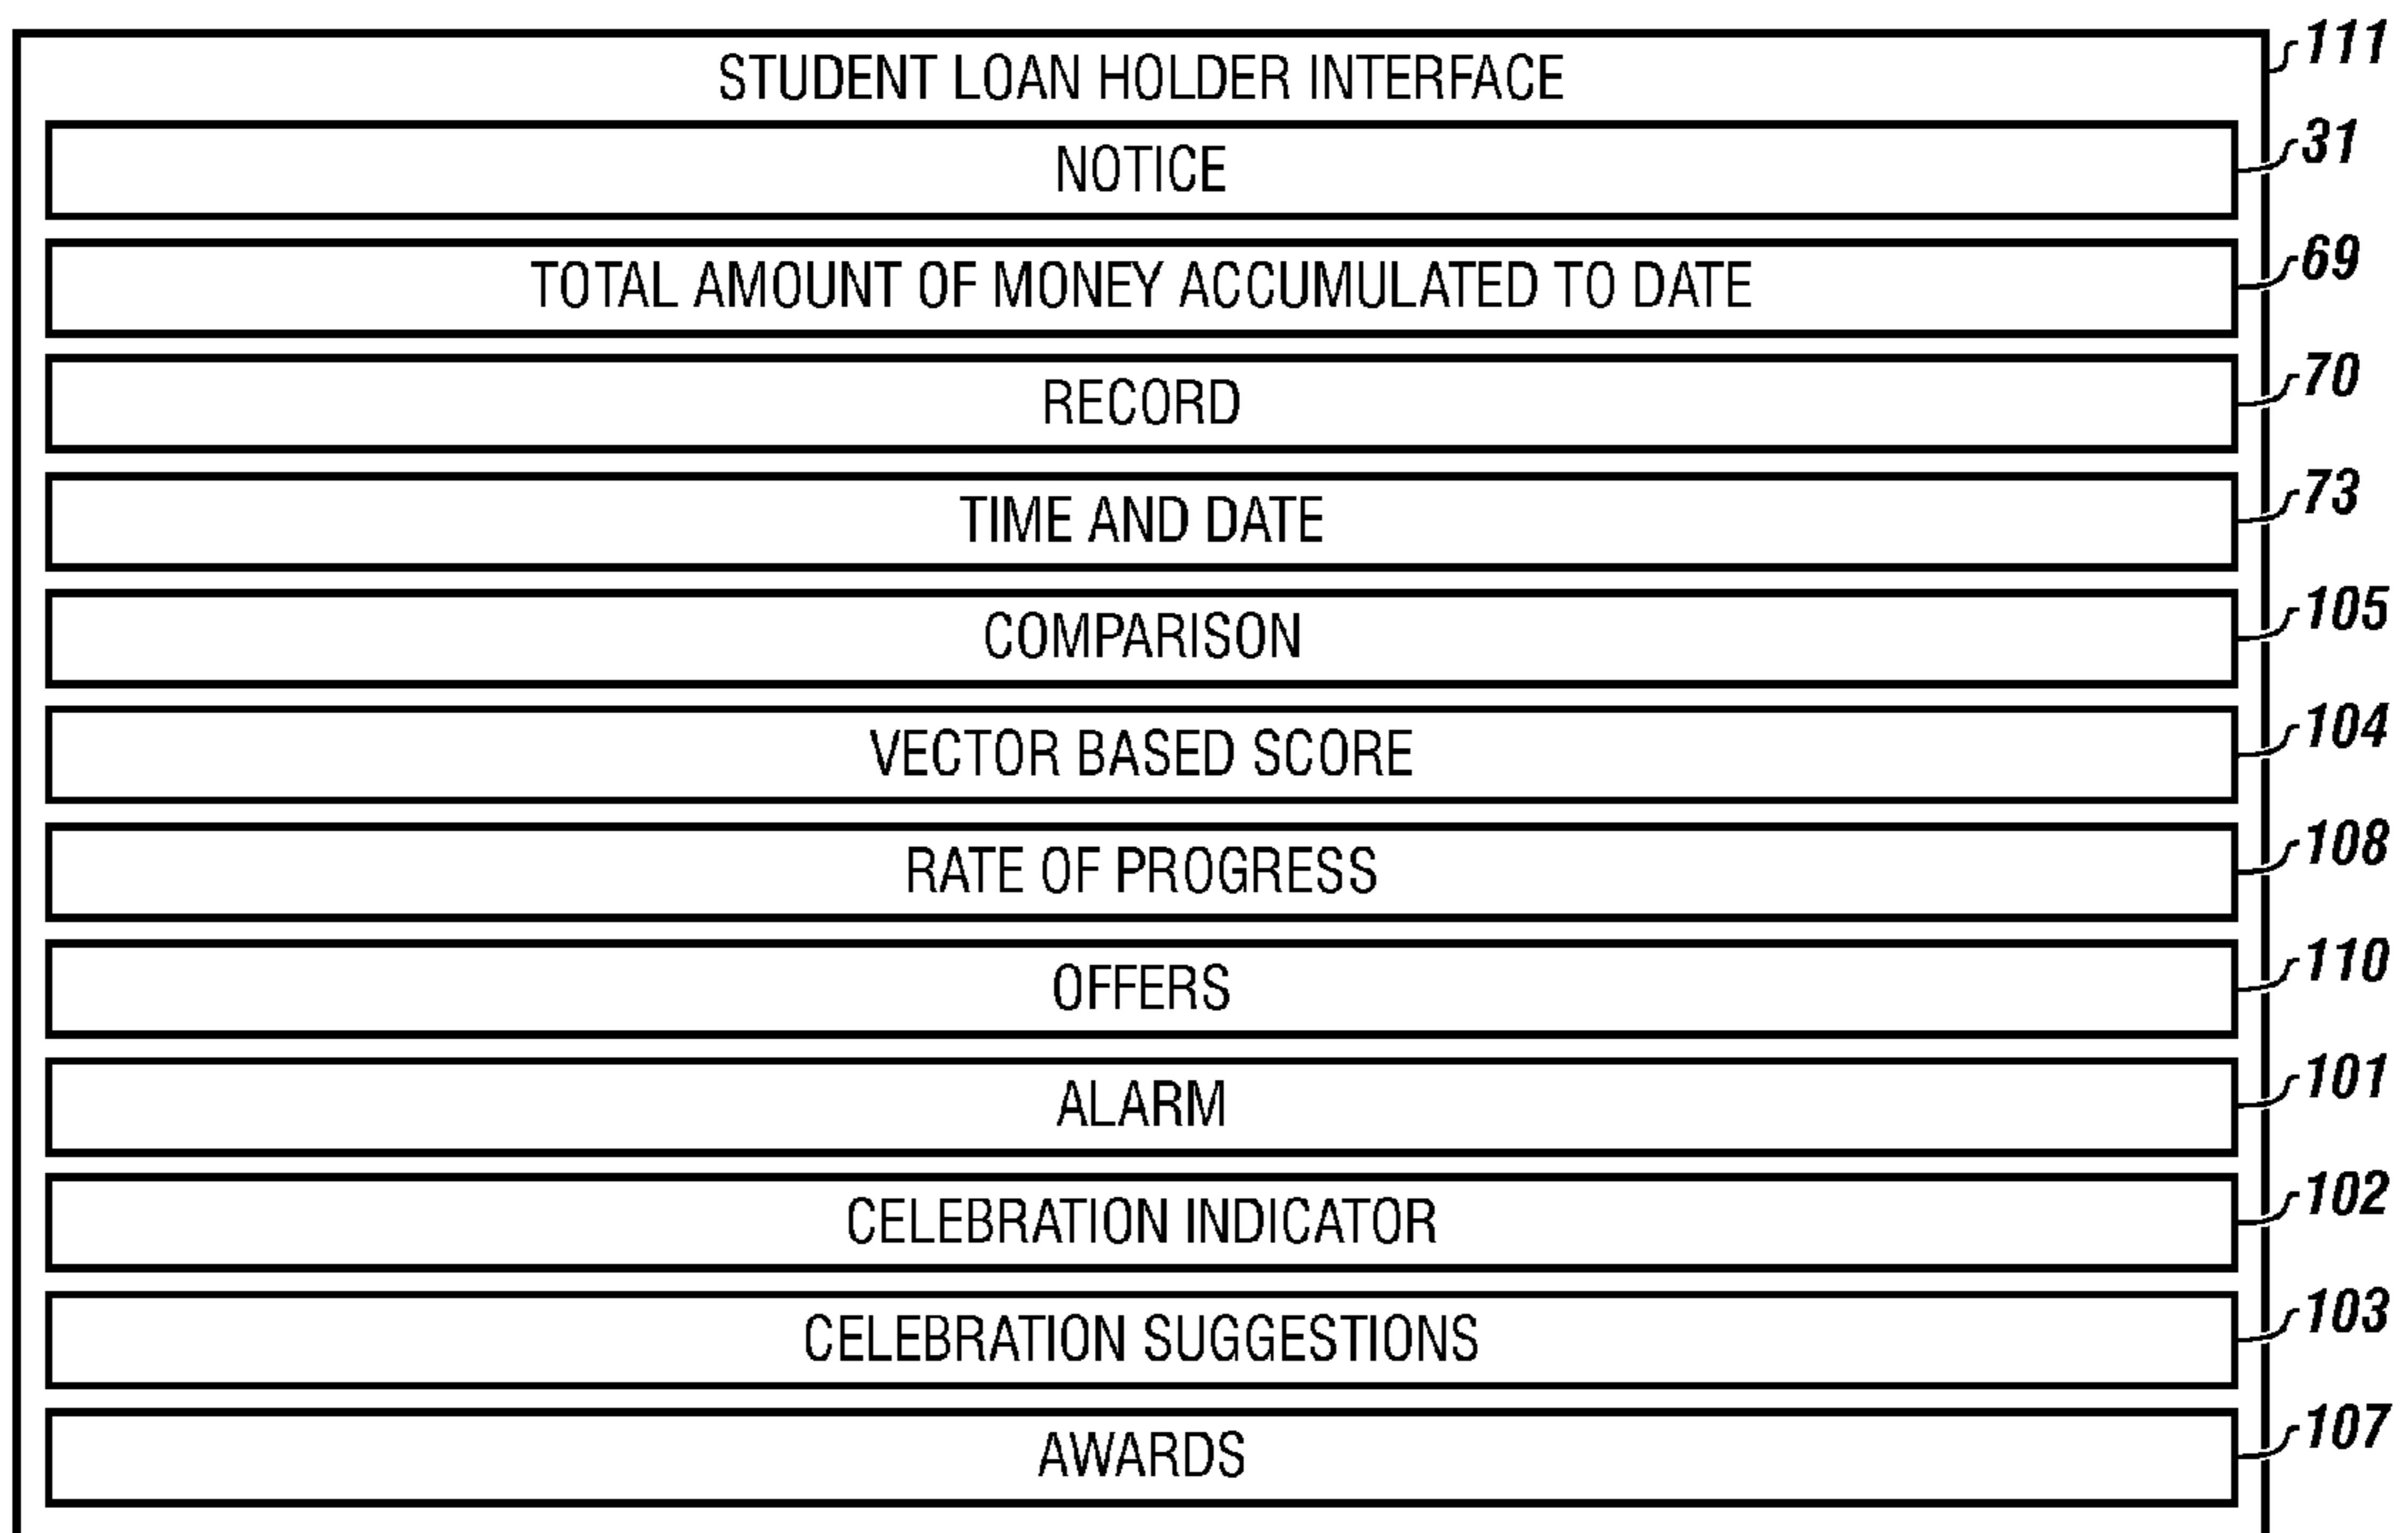 STUDENT LOAN HOLDER INTERFACE 111
NOTICE 31
TOTAL AMOUNT OF MONEY ACCUMULATED TO DATE 69
RECORD 70
TIME AND DATE 73
COMPARISON 105
VECTOR BASED SCORE 104
RATE OF PROGRESS 108
OFFERS 110
ALARM 101
CELEBRATION INDICATOR 102
CELEBRATION SUGGESTIONS 103
AWARDS 107